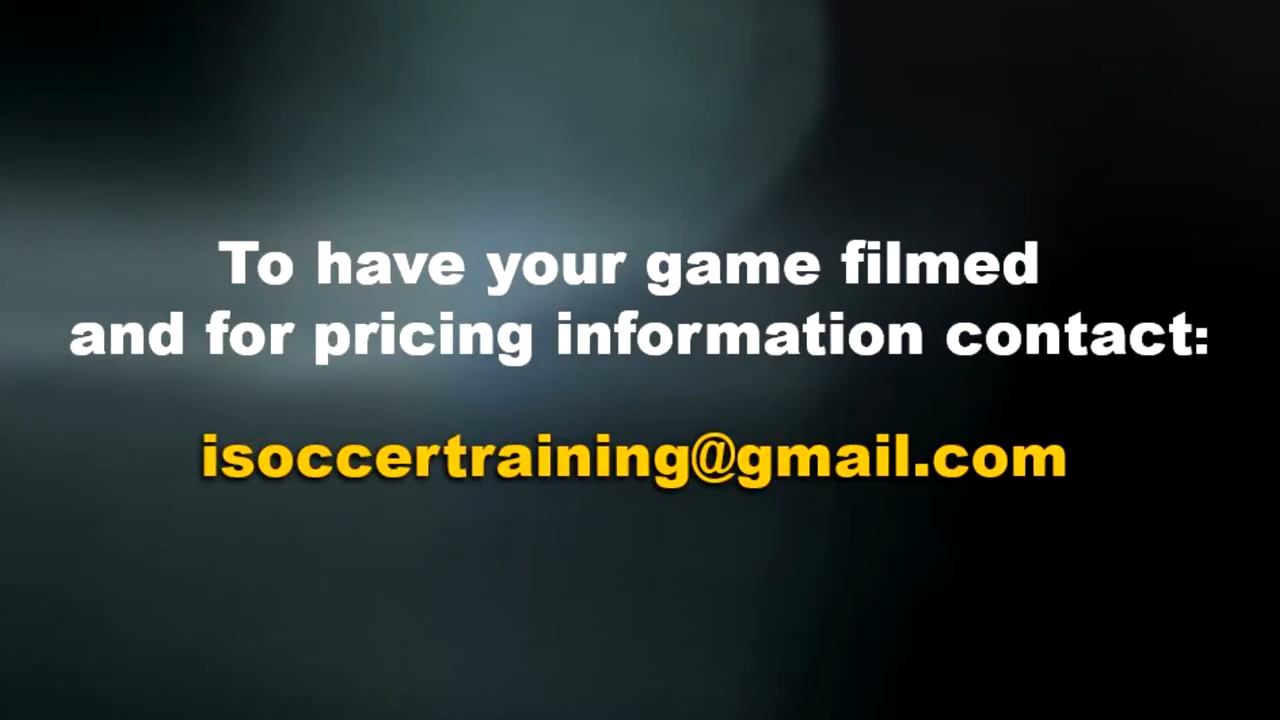 To have your game filmed
and for pricing information contact:
isoccertraining@gmail.com